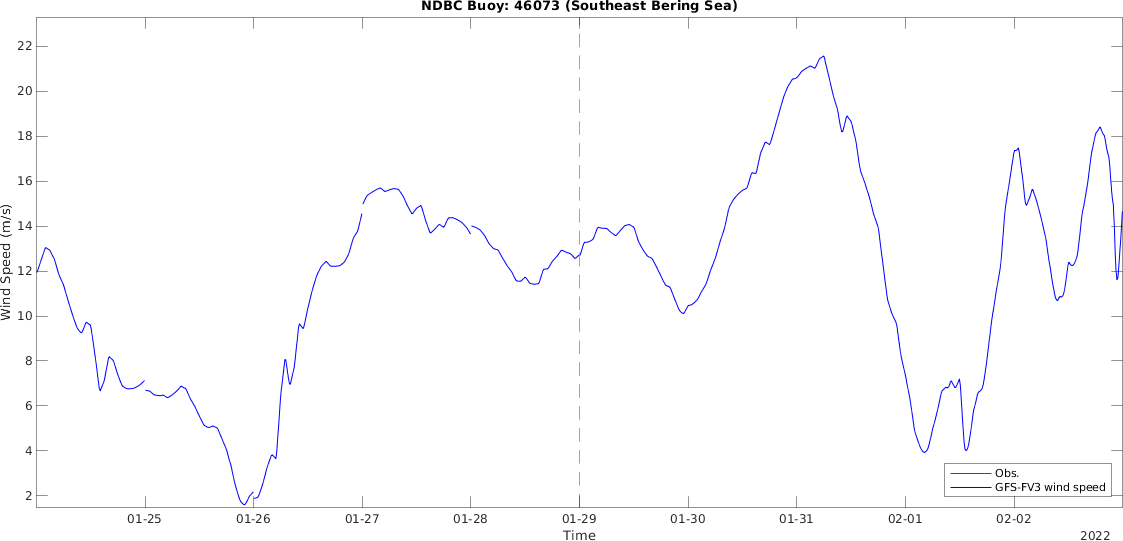 NDBC Buoy: 46073 (Southeast Bering Sea)
Wind Speed (m/s)
22
20
18
16
14
12
10
8
6
4
2
Obs.
GFS-FV3 wind speed
01-25 01-26 01-27 01-28 01-29 01-30 01-31 02-01 02-02
Time
2022